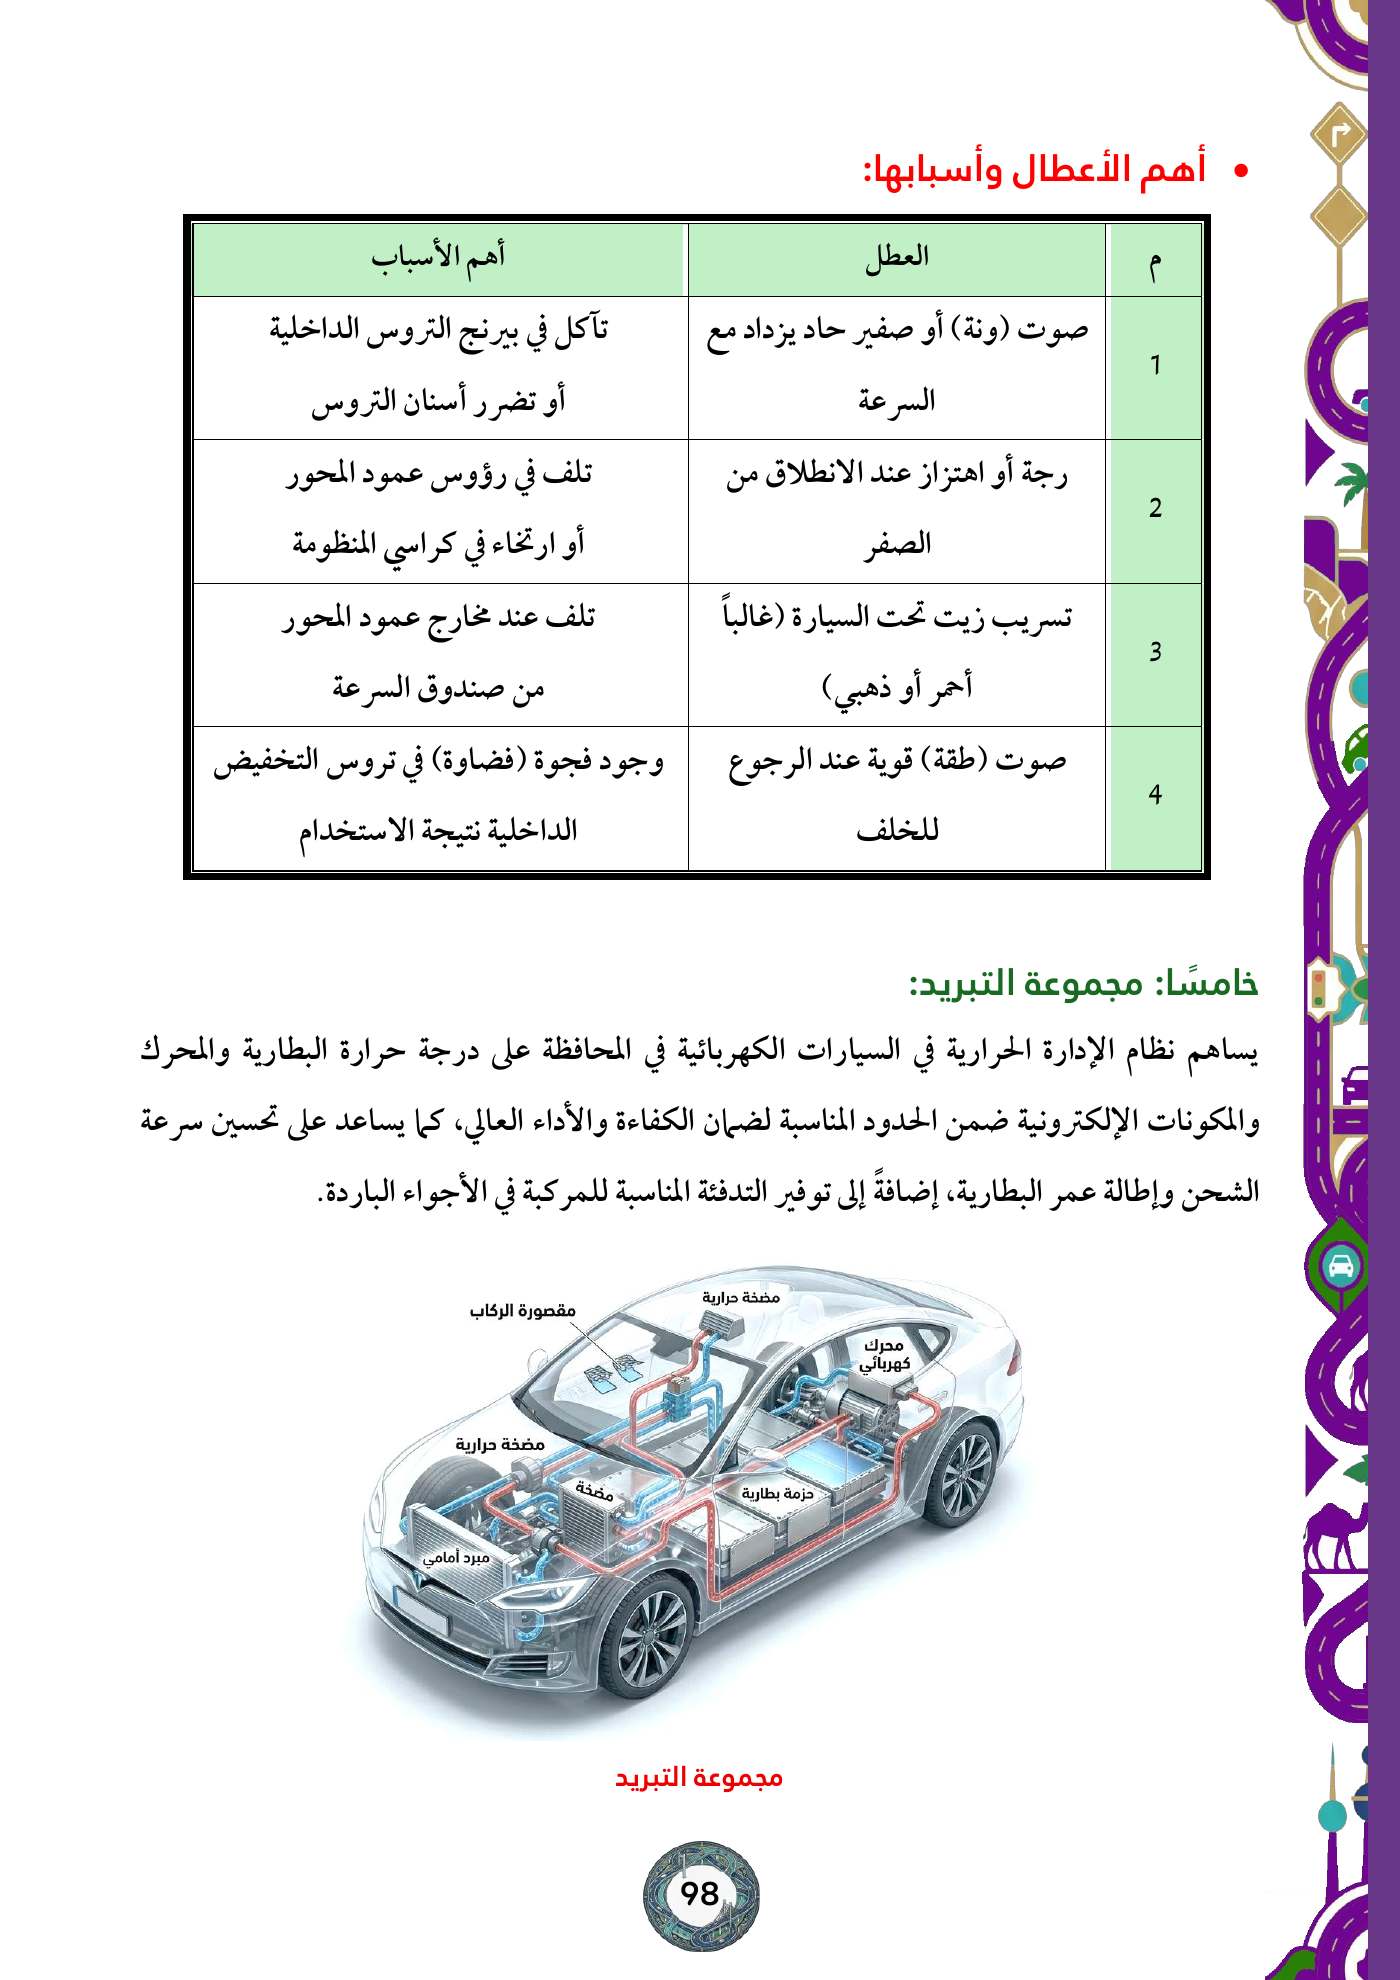 • أهم الأعطال وأسبابها:
م العطل أهم الأسباب
1 صوت (ونة) أو صفير حاد يزداد مع تآكل في بيرنج التروس الداخلية
السرعة أو تضرر أسنان التروس
2 رجة أو اهتزاز عند الانطلاق من تلف في رؤوس عمود المحور
الصفر أو ارتخاء في كراسي المنظومة
3 تسريب زيت تحت السيارة (غالباً تلف عند مخارج عمود المحور
أحمر أو ذهبي) من صندوق السرعة
4 صوت (طقة) قوية عند الرجوع وجود فجوة (فضاوة) في تروس التخفيض
للخلف الداخلية نتيجة الاستخدام
خامسًا: مجموعة التبريد:
يساهم نظام الإدارة الحرارية في السيارات الكهربائية في المحافظة على درجة حرارة البطارية والمحرك
والمكونات الإلكترونية ضمن الحدود المناسبة لضمان الكفاءة والأداء العالي، كما يساعد على تحسين سرعة
الشحن وإطالة عمر البطارية، إضافةً إلى توفير التدفئة المناسبة للمركبة في الأجواء الباردة.
مضخة حرارية
مقصورة الركاب
محرك
كهربائي
مضخة حرارية
مضخة
حزمة بطارية
مبرد أمامي
مجموعة التبريد
98